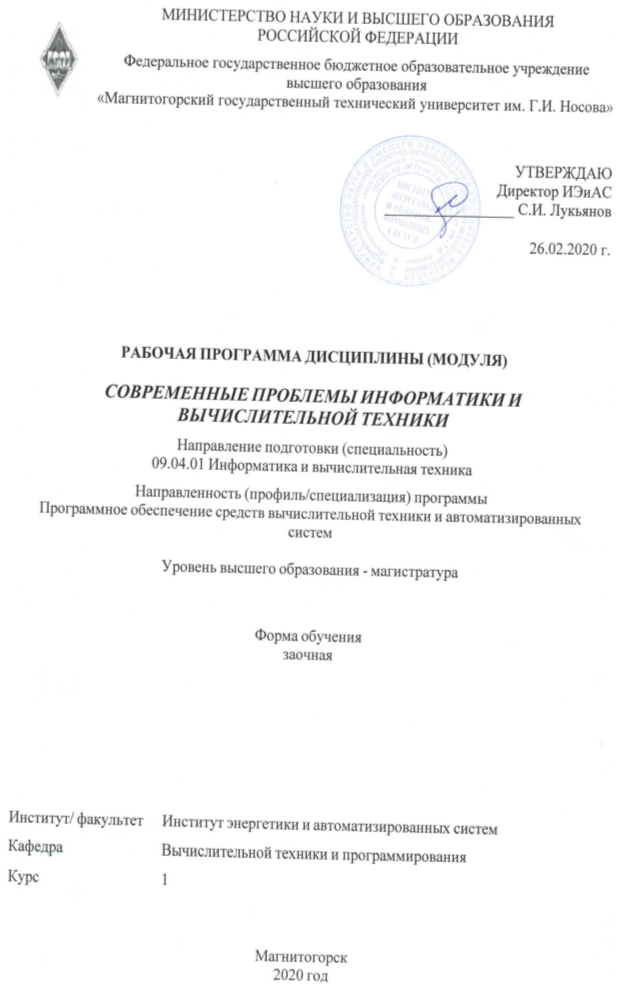 МИНИСТЕРСТВО НАУКИ И ВЫСШЕГО ОБРАЗОВАНИЯ
РОССИЙСКОЙ ФЕДЕРАЦИИ
Федеральное государственное бюджетное образовательное учреждение
высшего образования
«Магнитогорский государственный технический университет им. Г.И. Носова»
УТВЕРЖДАЮ
Директор ИЭиАС
С.И. Лукьянов
26.02.2020 г.
РАБОЧАЯ ПРОГРАММА ДИСЦИПЛИНЫ (МОДУЛЯ)
СОВРЕМЕННЫЕ ПРОБЛЕМЫ ИНФОРМАТИКИ И
ВЫЧИСЛИТЕЛЬНОЙ ТЕХНИКИ
Направление подготовки (специальность)
09.04.01 Информатика и вычислительная техника
Направленность (профиль/специализация) программы
Программное обеспечение средств вычислительной техники и автоматизированных
систем
Уровень высшего образования - магистратура
Форма обучения
заочная
Институт/ факультет Институт энергетики и автоматизированных систем
Кафедра Вычислительной техники и программирования
Курс 1
Магнитогорск
2020 год